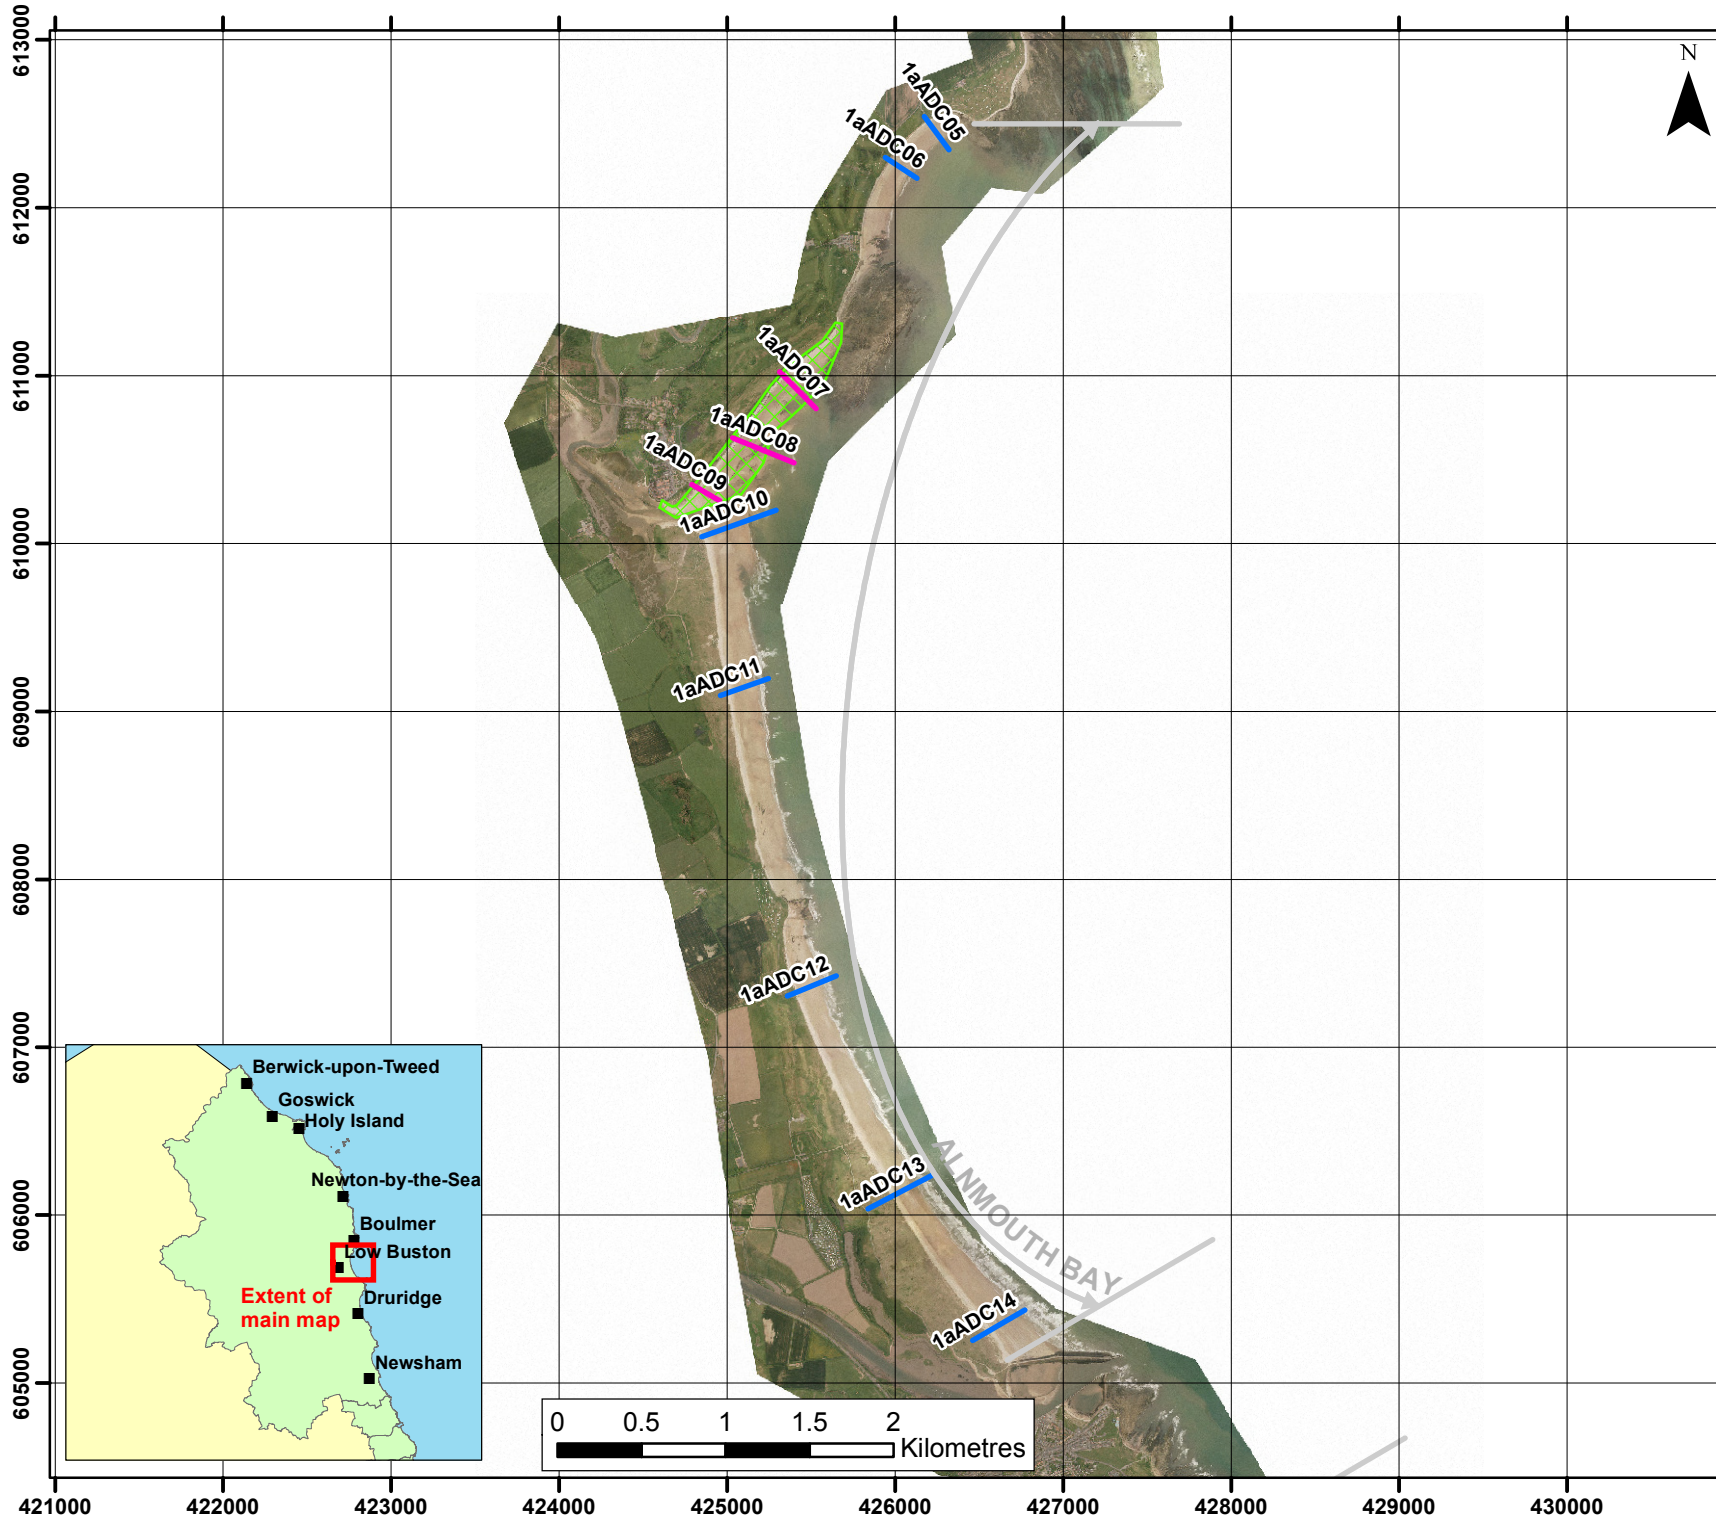 613000
612000
611000
610000
609000
608000
607000
606000
605000
N
1aADC05
1aADC06
1aADC07
1aADC08
1aADC09
1aADC10
1aADC11
1aADC12
1aADC13
1aADC14
ALNMOUTH BAY
Berwick-upon-Tweed
Goswick
Holy Island
Newton-by-the-Sea
Boulmer
Low Buston
Extent of
main map
Druridge
Newsham
0 0.5 1 1.5 2
Kilometres
421000 422000 423000 424000 425000 426000 427000 428000 429000 430000